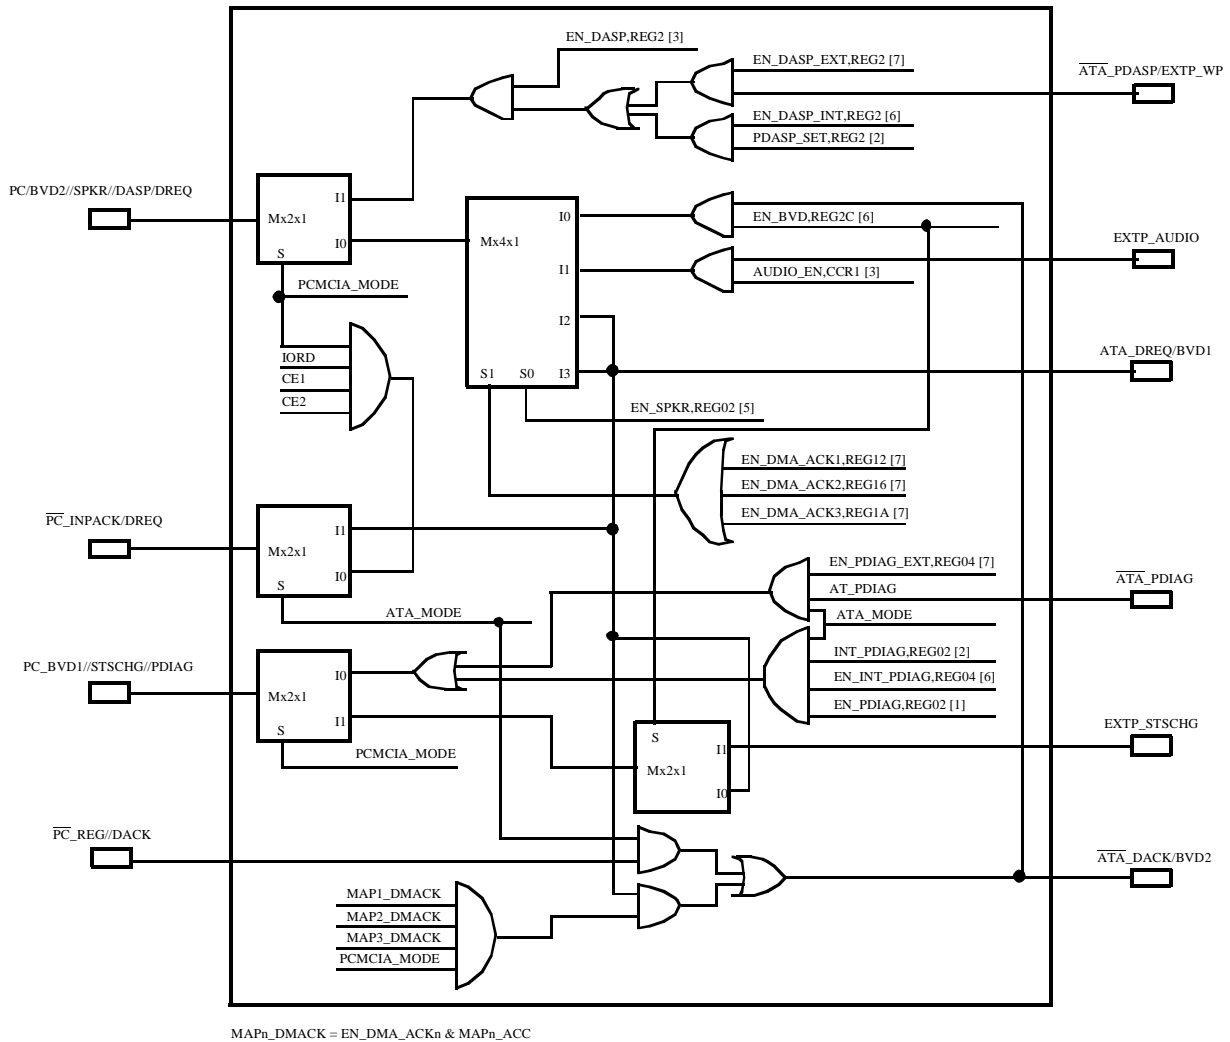 EN_DASP,REG2 [3]
EN_DASP_EXT,REG2 [7]
ATA_PDASP/EXTP_WP
EN_DASP_INT,REG2 [6]
PDASP_SET,REG2 [2]
PC/BVD2//SPKR//DASP/DREQ
I1
Mx2x1
I0
S
I0
EN_BVD,REG2C [6]
Mx4x1
EXTP_AUDIO
I1
AUDIO_EN,CCR1 [3]
PCMCIA_MODE
I2
IORD
ATA_DREQ/BVD1
CE1
S1
S0
I3
CE2
EN_SPKR,REG02 [5]
EN_DMA_ACK1,REG12 [7]
EN_DMA_ACK2,REG16 [7]
EN_DMA_ACK3,REG1A [7]
PC_INPACK/DREQ
I1
Mx2x1
I0
S
EN_PDIAG_EXT,REG04 [7]
ATA_PDIAG
AT_PDIAG
ATA_MODE
ATA_MODE
INT_PDIAG,REG02 [2]
PC_BVD1//STSCHG//PDIAG
I0
EN_INT_PDIAG,REG04 [6]
Mx2x1
EN_PDIAG,REG02 [1]
I1
S
EXTP_STSCHG
S
I1
PCMCIA_MODE
Mx2x1
I0
PC_REG//DACK
ATA_DACK/BVD2
MAP1_DMACK
MAP2_DMACK
MAP3_DMACK
PCMCIA_MODE
MAPn_DMACK = EN_DMA_ACKn & MAPn_ACC